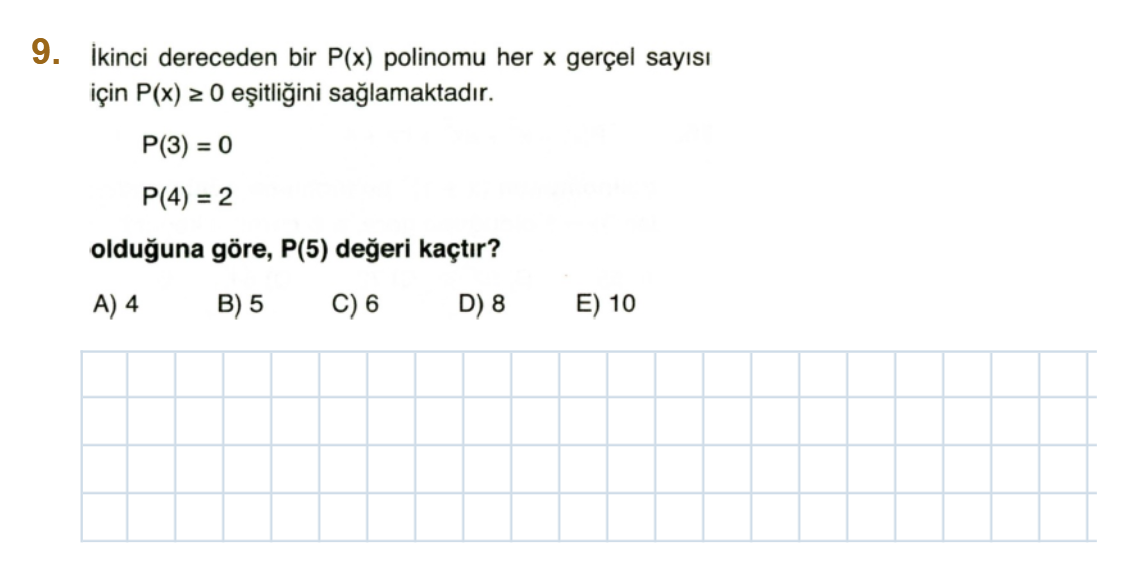 9. İkinci dereceden bir P(x) polinomu her x gerçel sayısı
için P(x) ≥ 0 eşitliğini sağlamaktadır.
P(3) = 0
P(4) = 2
olduğuna göre, P(5) değeri kaçtır?
A) 4 B) 5 C) 6 D) 8 E) 10